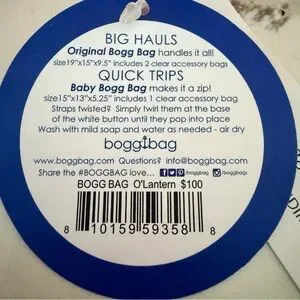 BIG HAULS
Original Bogg Bag handles it all!
size19"x15"x9.5" includes 2 clear accessory bags
QUICK TRIPS
Baby Bogg Bag makes it a zip!
size15"x13"x5.25" includes 1 clear accessory bag
Straps twisted? Simply twirl them at the base
of the white button until they pop into place
Wash with mild soap and water as needed - air dry
bogg bag
www.boggbag.com Questions? info@boggbag.com
Share the #BOGGBAG love... @boggbag @boggbags
BOGG BAG O'Lantern $100
8 10159 59358 8